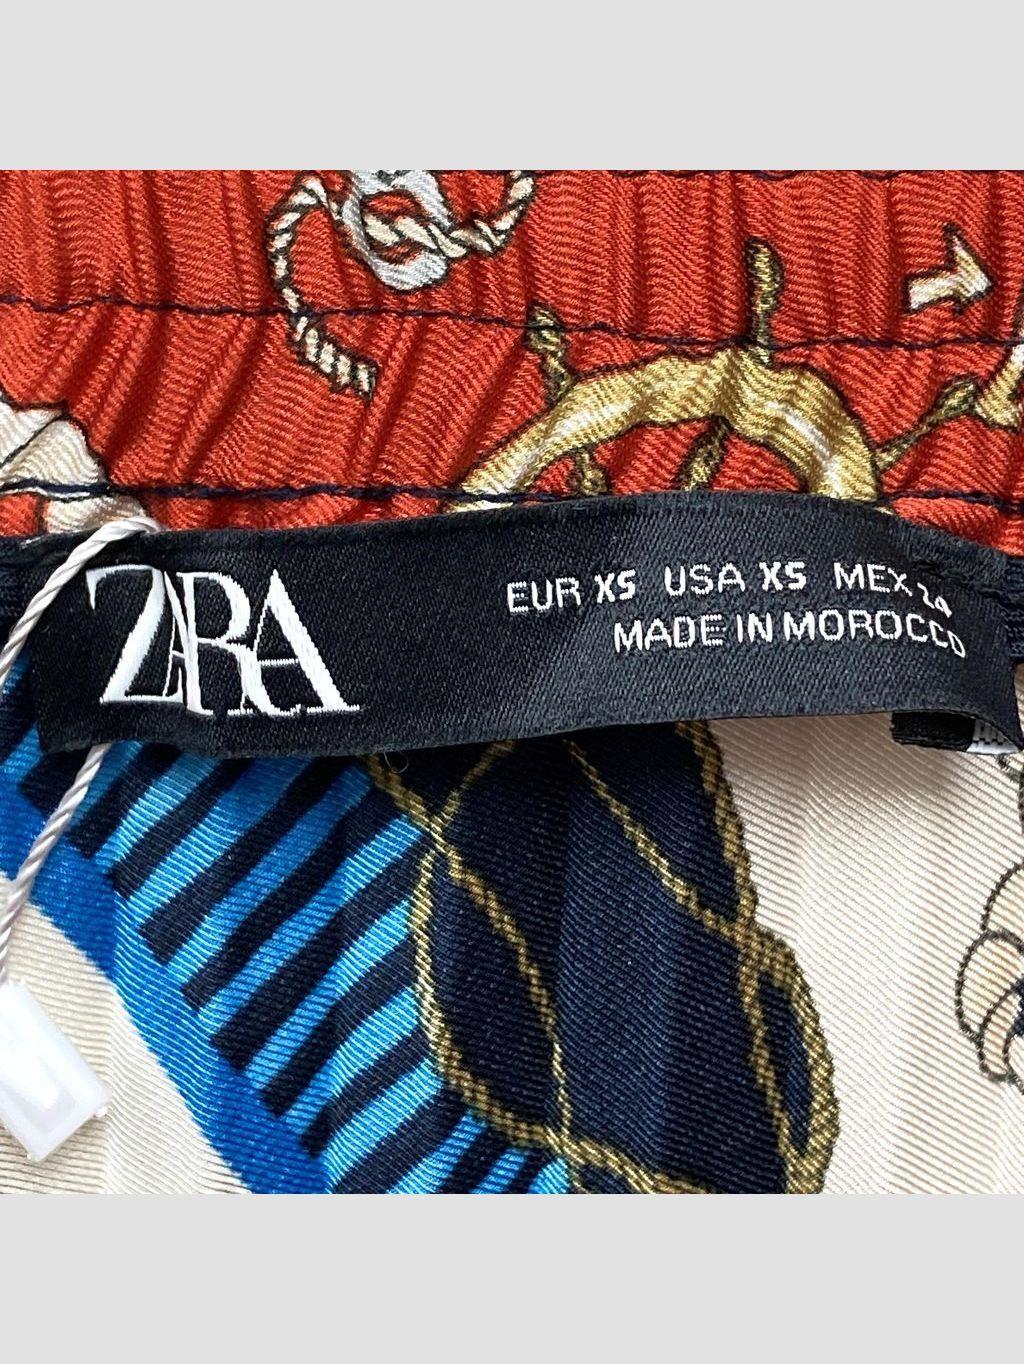 ZARA
EUR XS USA XS MEX 24
MADE IN MOROCCO